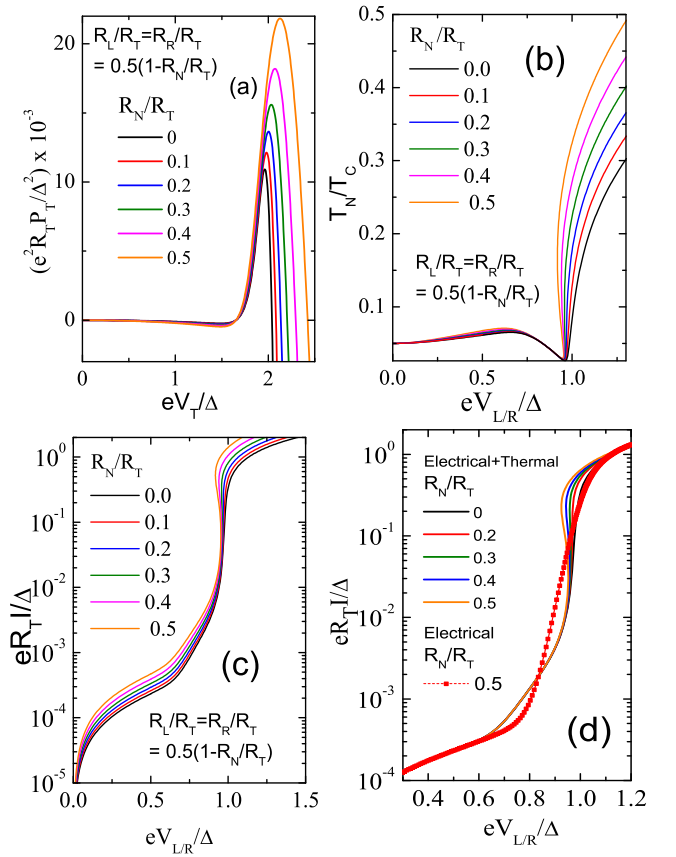 (a)
R_L/R_T=R_R/R_T
= 0.5(1-R_N/R_T)
R_N/R_T
0
0.1
0.2
0.3
0.4
0.5
20
10
0
((e²R_TP_T/Δ²) x 10⁻³
0
1
2
eV_T/Δ
(b)
R_N/R_T
0.0
0.1
0.2
0.3
0.4
0.5
R_L/R_T=R_R/R_T
= 0.5(1-R_N/R_T)
0.5
0.4
0.3
0.2
0.1
T_N/T_C
0.0
0.5
1.0
eV_{L/R}/Δ
(c)
R_N/R_T
0.0
0.1
0.2
0.3
0.4
0.5
R_L/R_T=R_R/R_T
= 0.5(1-R_N/R_T)
10⁰
10⁻¹
10⁻²
10⁻³
10⁻⁴
10⁻⁵
eR_TI/Δ
0.0
0.5
1.0
1.5
eV_{L/R}/Δ
(d)
Electrical+Thermal
R_N/R_T
0
0.2
0.3
0.4
0.5
Electrical
R_N/R_T
0.5
10⁰
10⁻¹
10⁻²
10⁻³
10⁻⁴
eR_TI/Δ
0.4
0.6
0.8
1.0
1.2
eV_{L/R}/Δ